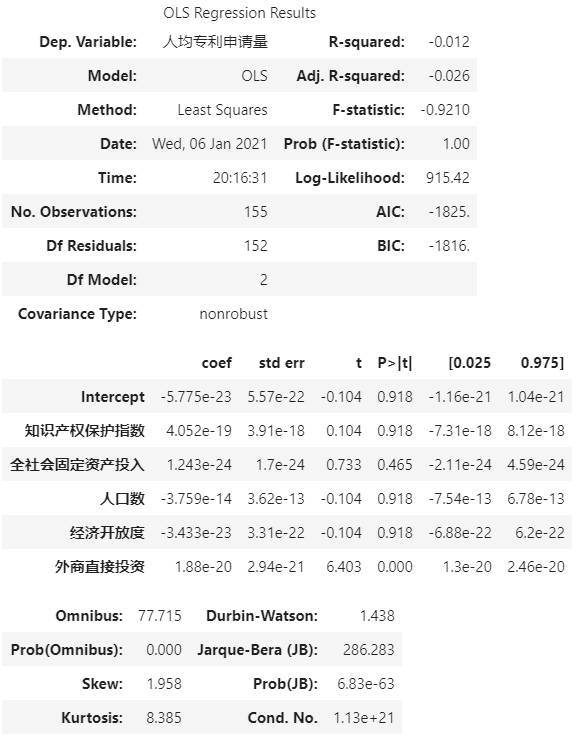 OLS Regression Results
Dep. Variable: 人均专利申请量 R-squared: -0.012
Model: OLS Adj. R-squared: -0.026
Method: Least Squares F-statistic: -0.9210
Date: Wed, 06 Jan 2021 Prob (F-statistic): 1.00
Time: 20:16:31 Log-Likelihood: 915.42
No. Observations: 155 AIC: -1825.
Df Residuals: 152 BIC: -1816.
Df Model: 2
Covariance Type: nonrobust
coef std err t P>|t| [0.025 0.975]
Intercept -5.775e-23 5.57e-22 -0.104 0.918 -1.16e-21 1.04e-21
知识产权保护指数 4.052e-19 3.91e-18 0.104 0.918 -7.31e-18 8.12e-18
全社会固定资产投入 1.243e-24 1.7e-24 0.733 0.465 -2.11e-24 4.59e-24
人口数 -3.759e-14 3.62e-13 -0.104 0.918 -7.54e-13 6.78e-13
经济开放度 -3.433e-23 3.31e-22 -0.104 0.918 -6.88e-22 6.2e-22
外商直接投资 1.88e-20 2.94e-21 6.403 0.000 1.3e-20 2.46e-20
Omnibus: 77.715 Durbin-Watson: 1.438
Prob(Omnibus): 0.000 Jarque-Bera (JB): 286.283
Skew: 1.958 Prob(JB): 6.83e-63
Kurtosis: 8.385 Cond. No. 1.13e+21